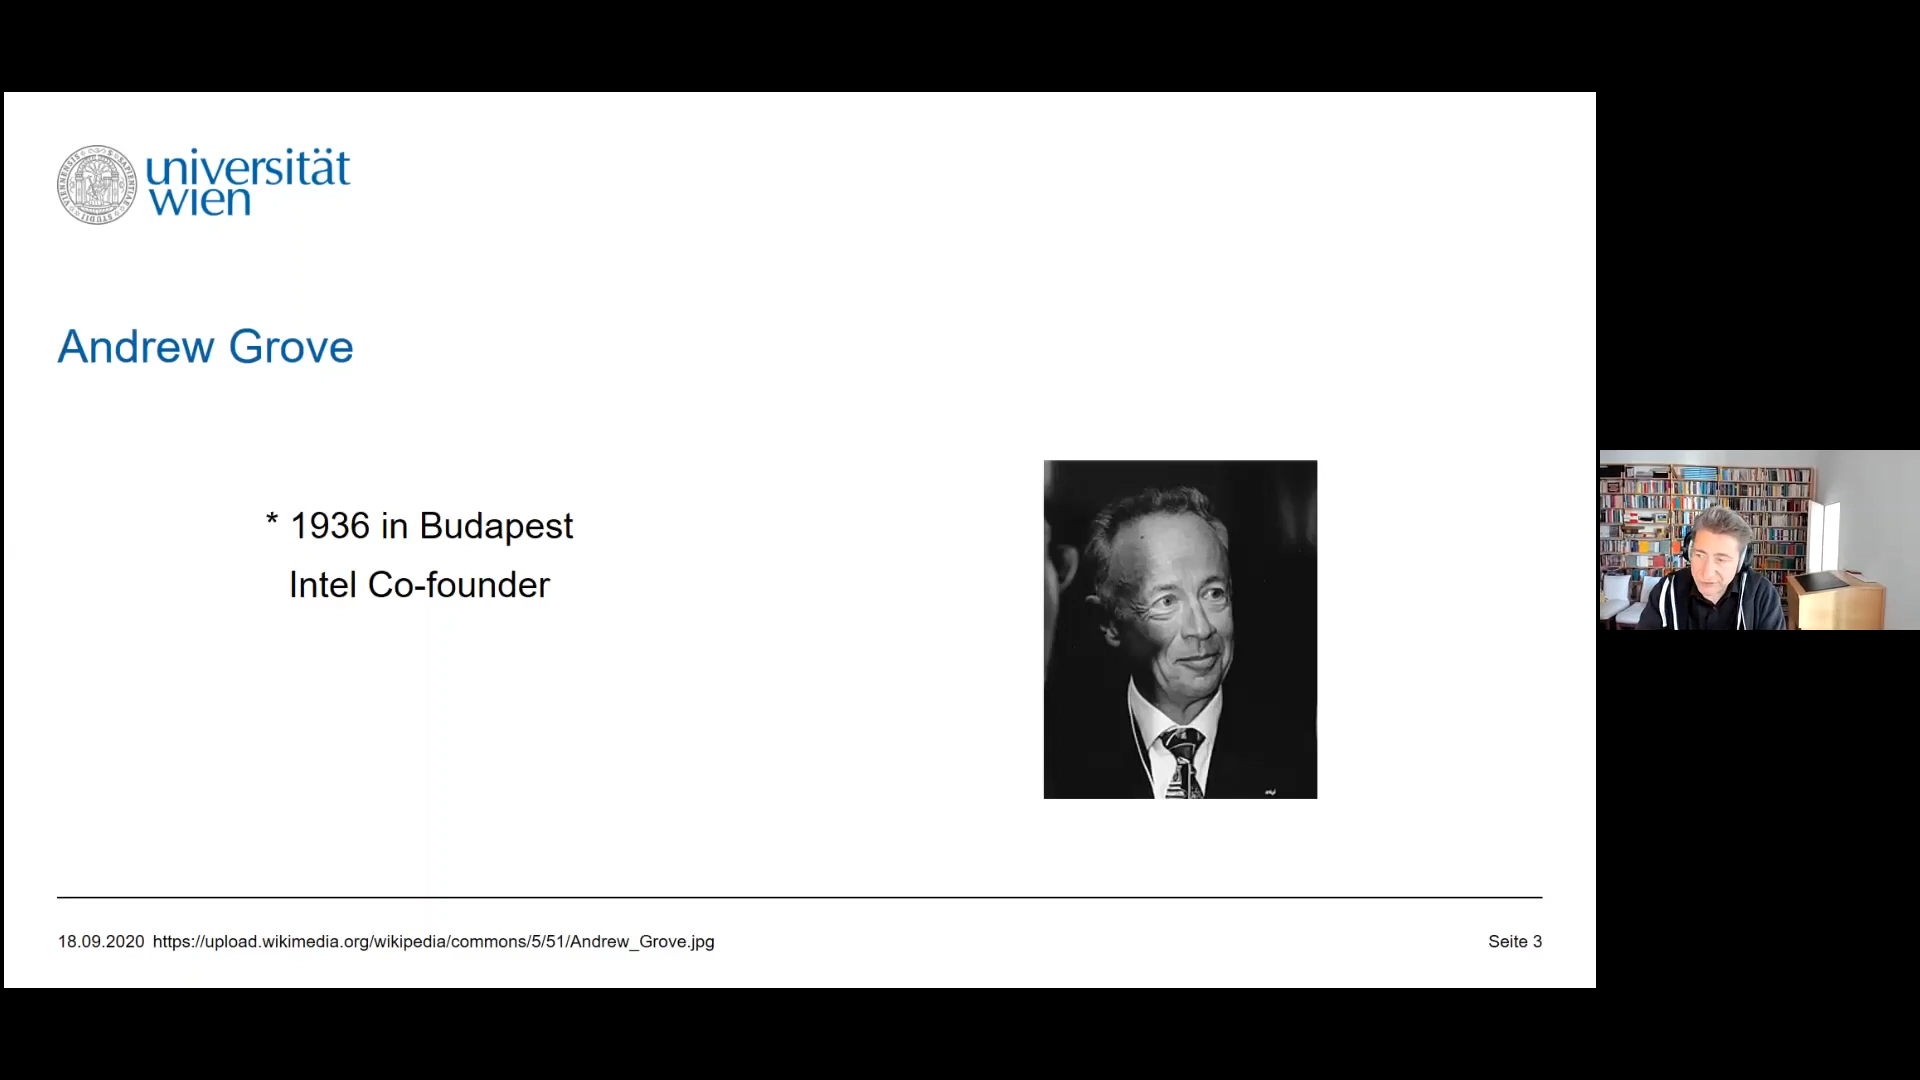 universität
wien
Andrew Grove
* 1936 in Budapest
Intel Co-founder
18.09.2020 https://upload.wikimedia.org/wikipedia/commons/5/51/Andrew_Grove.jpg
Seite 3